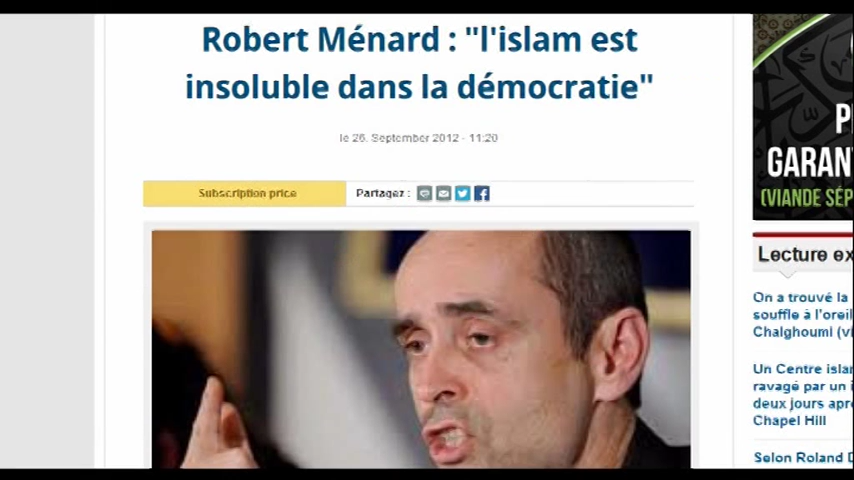 Robert Ménard : "l'islam est
insoluble dans la démocratie"
le 26. September 2012 - 11:20
Subscription price
Partagez :
GARANT
(VIANDE SÉP
Lecture ex
On a trouvé la
souffle à l'oreil
Chalghoumi (vi
Un Centre islam
ravagé par un i
deux jours apre
Chapel Hill
Selon Roland D